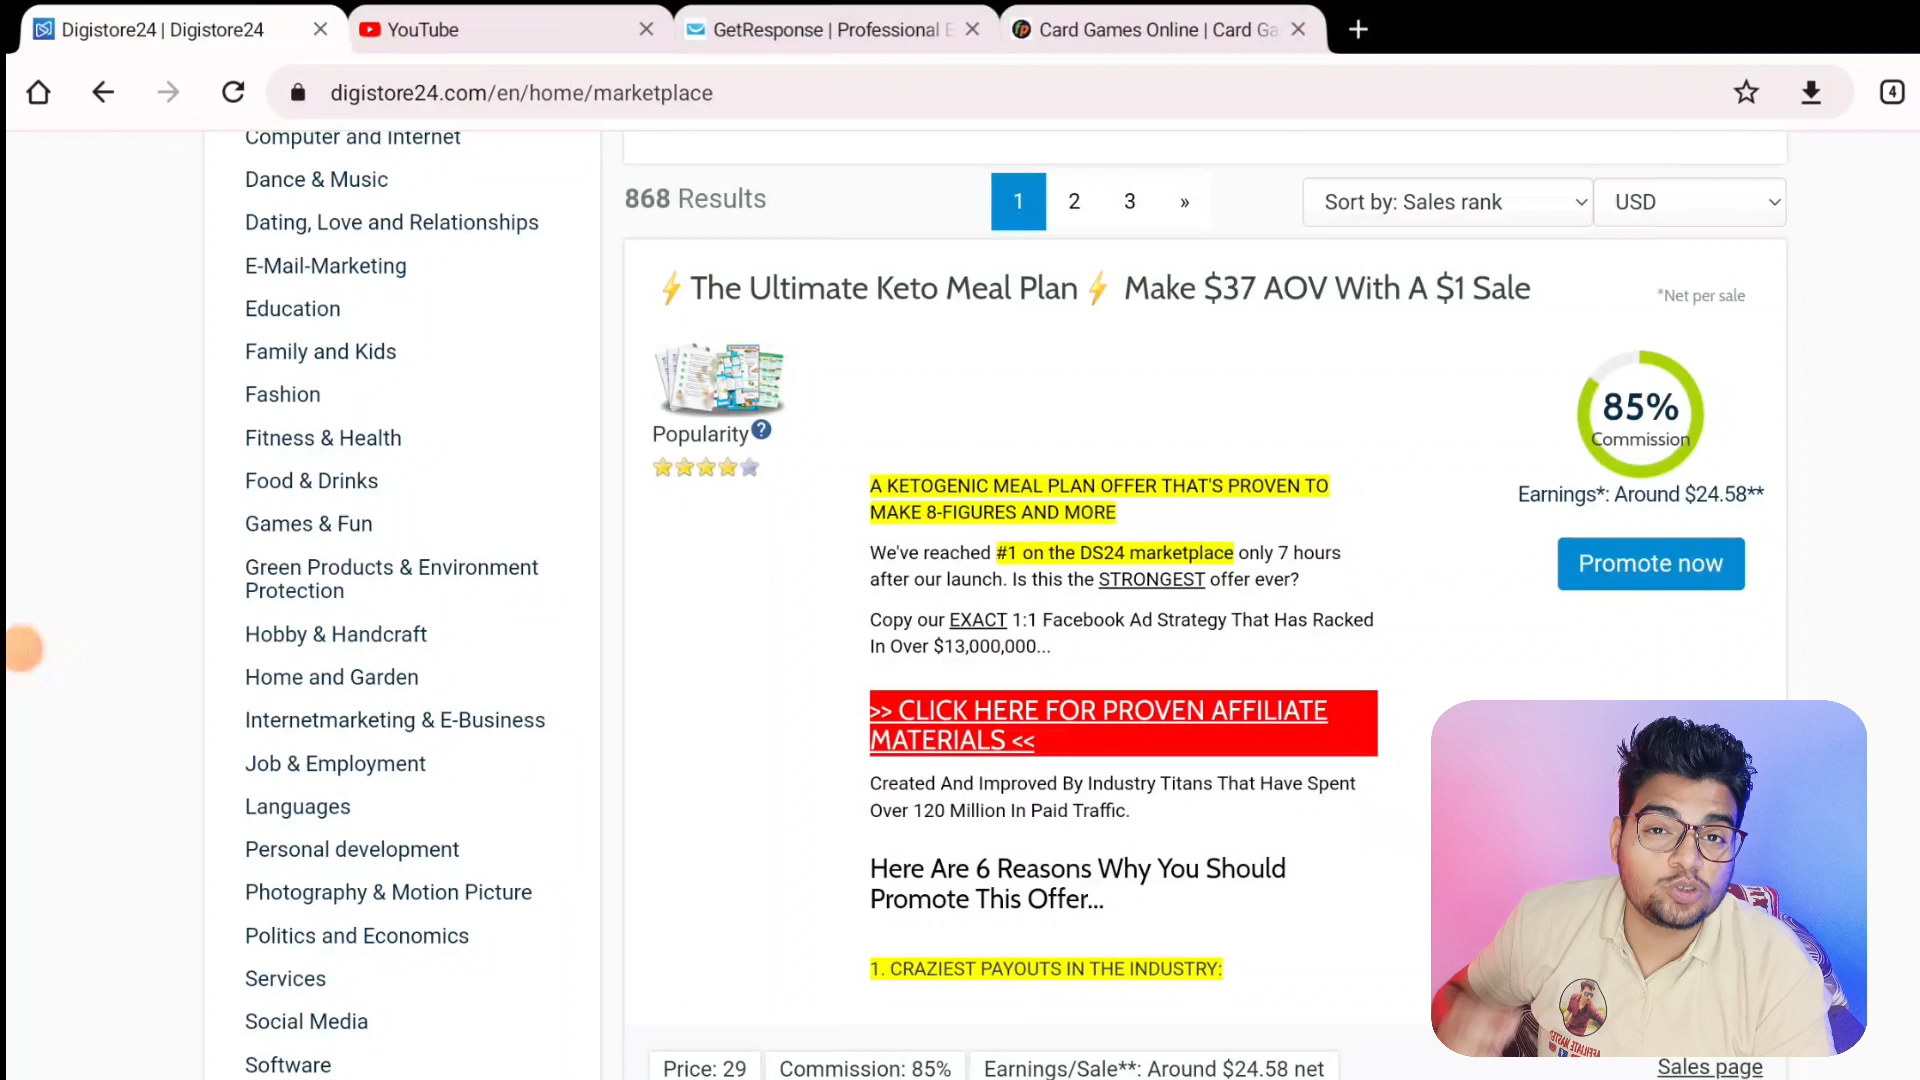 Digistore24 | Digistore24
YouTube
GetResponse | Professional E
Card Games Online | Card Ga
digistore24.com/en/home/marketplace
4
Computer and Internet
Dance & Music
Dating, Love and Relationships
E-Mail-Marketing
Education
Family and Kids
Fashion
Fitness & Health
Food & Drinks
Games & Fun
Green Products & Environment
Protection
Hobby & Handcraft
Home and Garden
Internetmarketing & E-Business
Job & Employment
Languages
Personal development
Photography & Motion Picture
Politics and Economics
Services
Social Media
Software
868 Results
1 2 3 »
Sort by: Sales rank
USD
⚡The Ultimate Keto Meal Plan⚡ Make $37 AOV With A $1 Sale
*Net per sale
Popularity ?
85%
Commission
Earnings*: Around $24.58**
Promote now
A KETOGENIC MEAL PLAN OFFER THAT'S PROVEN TO
MAKE 8-FIGURES AND MORE
We've reached #1 on the DS24 marketplace only 7 hours
after our launch. Is this the STRONGEST offer ever?
Copy our EXACT 1:1 Facebook Ad Strategy That Has Racked
In Over $13,000,000...
>> CLICK HERE FOR PROVEN AFFILIATE
MATERIALS <<
Created And Improved By Industry Titans That Have Spent
Over 120 Million In Paid Traffic.
Here Are 6 Reasons Why You Should
Promote This Offer...
1. CRAZIEST PAYOUTS IN THE INDUSTRY:
Price: 29
Commission: 85%
Earnings/Sale**: Around $24.58 net
Sales page